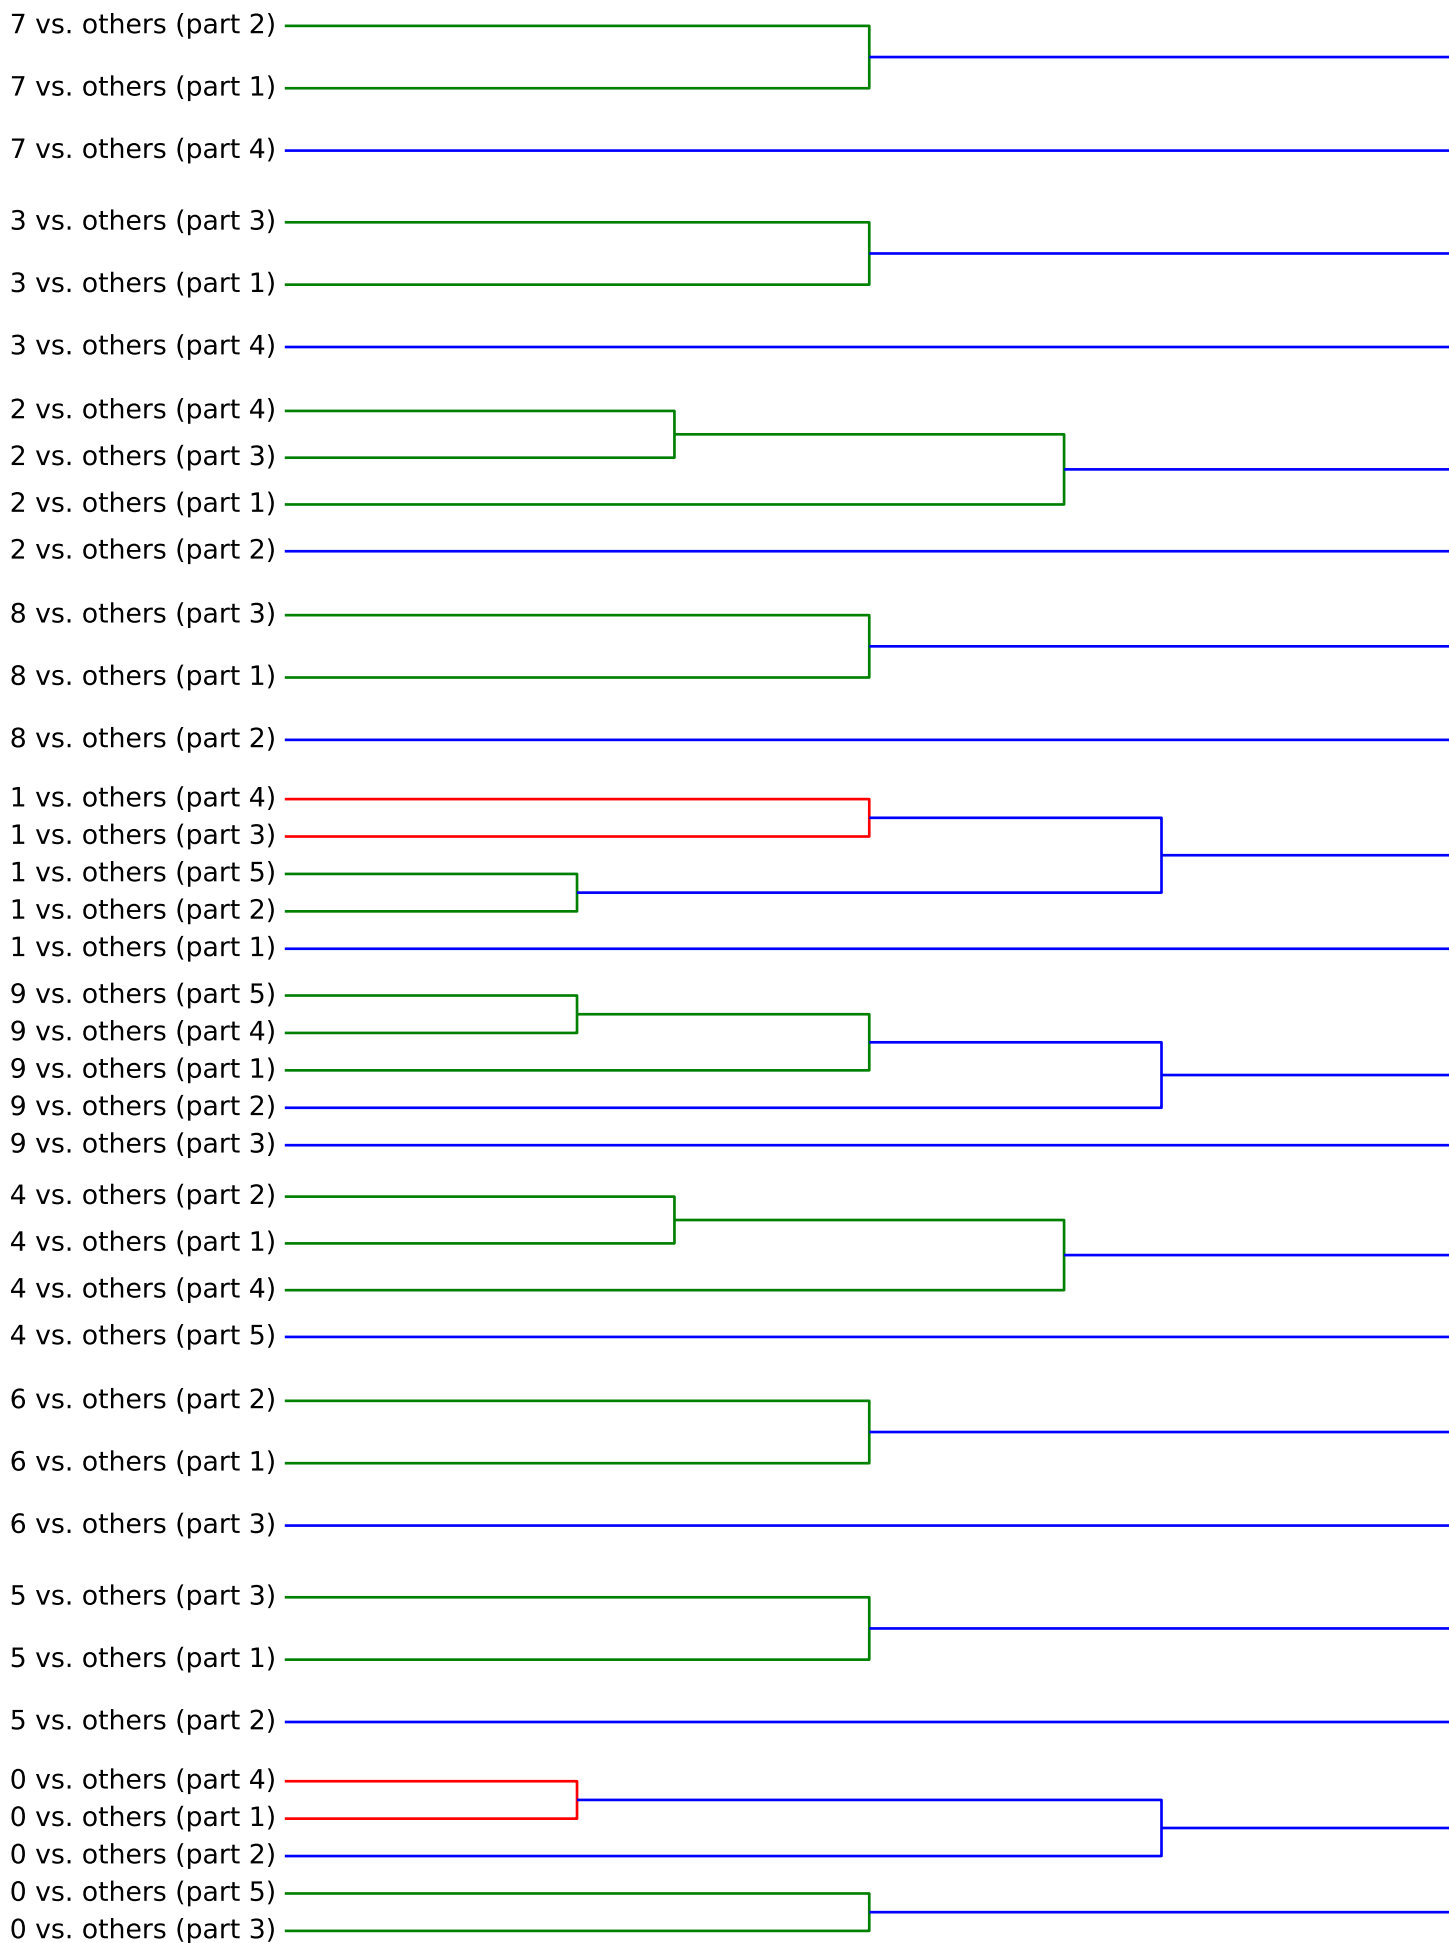 7 vs. others (part 2)
7 vs. others (part 1)
7 vs. others (part 4)
3 vs. others (part 3)
3 vs. others (part 1)
3 vs. others (part 4)
2 vs. others (part 4)
2 vs. others (part 3)
2 vs. others (part 1)
2 vs. others (part 2)
8 vs. others (part 3)
8 vs. others (part 1)
8 vs. others (part 2)
1 vs. others (part 4)
1 vs. others (part 3)
1 vs. others (part 5)
1 vs. others (part 2)
1 vs. others (part 1)
9 vs. others (part 5)
9 vs. others (part 4)
9 vs. others (part 1)
9 vs. others (part 2)
9 vs. others (part 3)
4 vs. others (part 2)
4 vs. others (part 1)
4 vs. others (part 4)
4 vs. others (part 5)
6 vs. others (part 2)
6 vs. others (part 1)
6 vs. others (part 3)
5 vs. others (part 3)
5 vs. others (part 1)
5 vs. others (part 2)
0 vs. others (part 4)
0 vs. others (part 1)
0 vs. others (part 2)
0 vs. others (part 5)
0 vs. others (part 3)